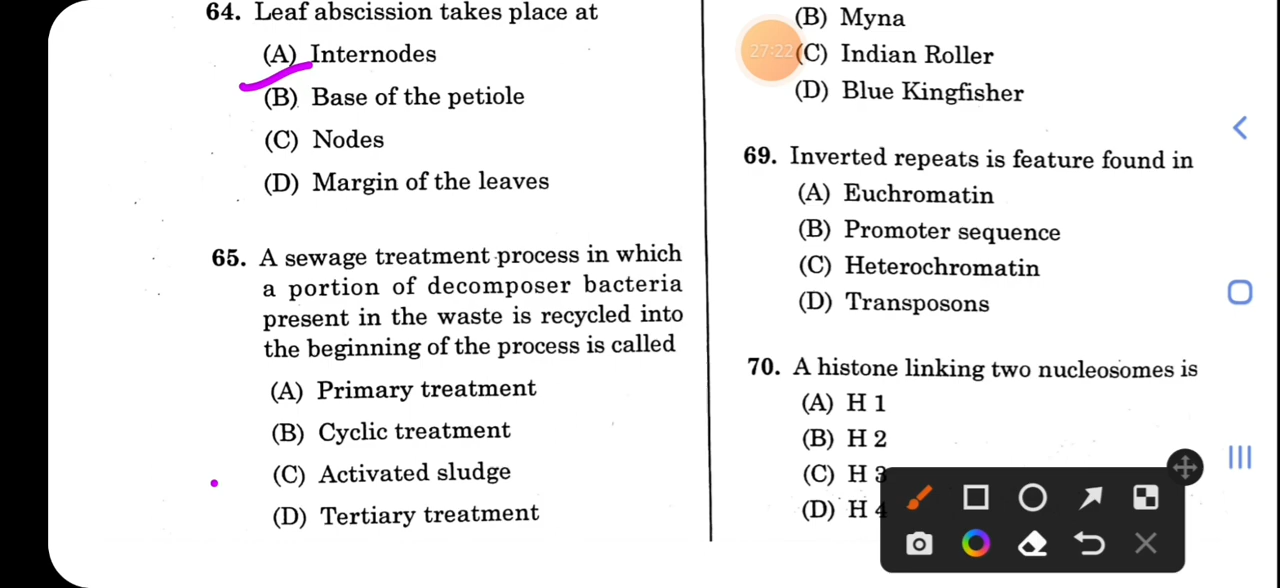 64. Leaf abscission takes place at
(A) Internodes
(B) Base of the petiole
(C) Nodes
(D) Margin of the leaves
65. A sewage treatment process in which
a portion of decomposer bacteria
present in the waste is recycled into
the beginning of the process is called
(A) Primary treatment
(B) Cyclic treatment
(C) Activated sludge
(D) Tertiary treatment
(B) Myna
27:22
(C) Indian Roller
(D) Blue Kingfisher
69. Inverted repeats is feature found in
(A) Euchromatin
(B) Promoter sequence
(C) Heterochromatin
(D) Transposons
70. A histone linking two nucleosomes is
(A) H 1
(B) H 2
(C) H 3
(D) H 4